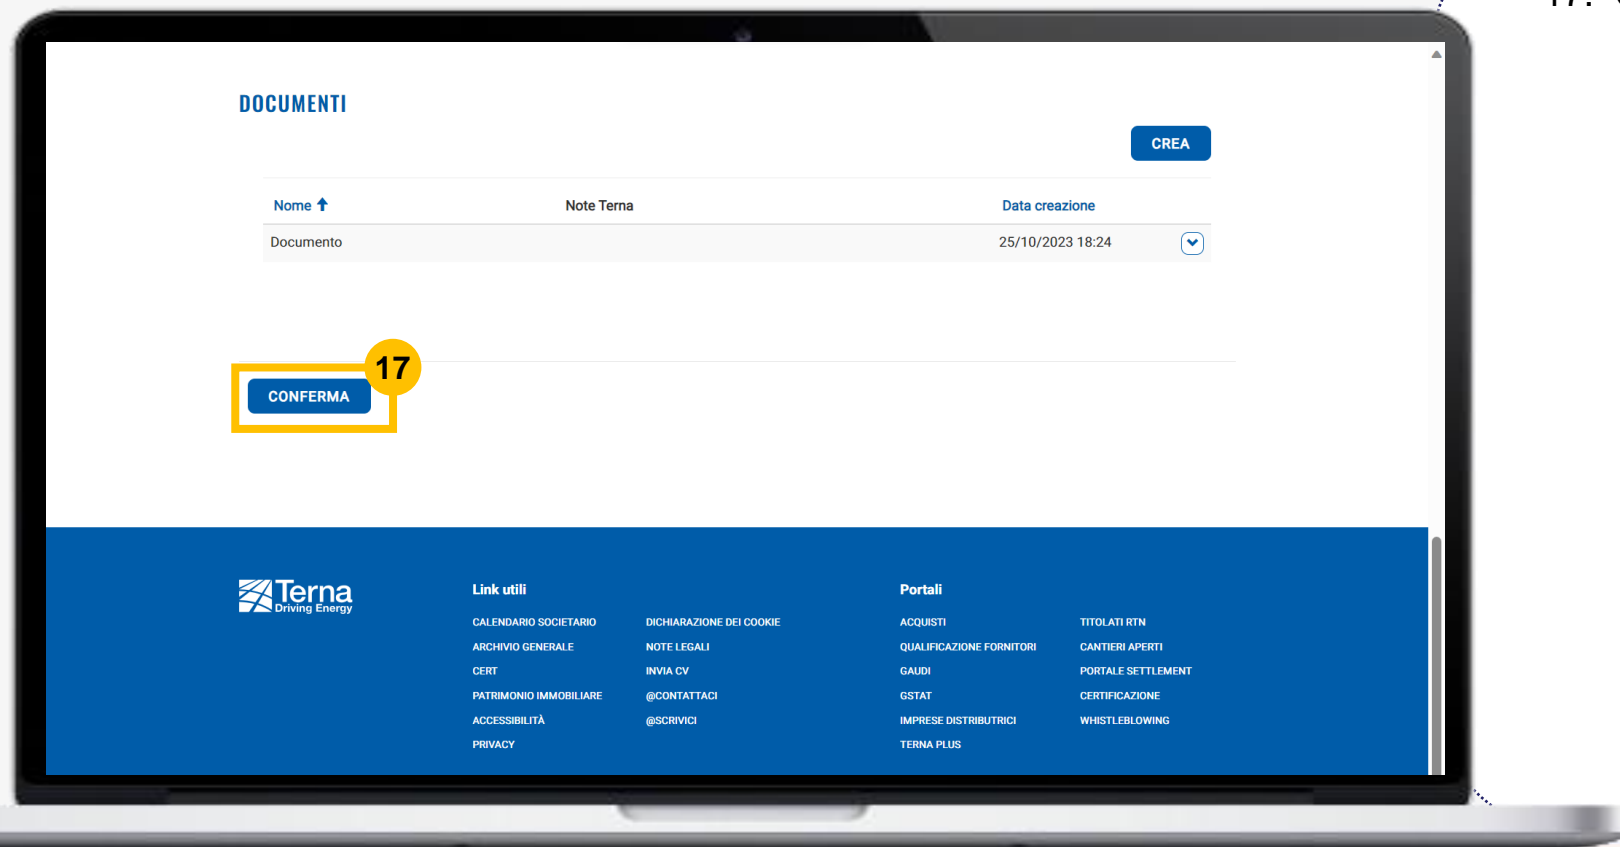 17.
DOCUMENTI
CREA
Nome Note Terna Data creazione
Documento 25/10/2023 18:24
17
CONFERMA
Terna
Driving Energy
Link utili
CALENDARIO SOCIETARIO
ARCHIVIO GENERALE
CERT
PATRIMONIO IMMOBILIARE
ACCESSIBILITÀ
PRIVACY
DICHIARAZIONE DEI COOKIE
NOTE LEGALI
INVIA CV
@CONTATTACI
@SCRIVICI
Portali
ACQUISTI
QUALIFICAZIONE FORNITORI
GAUDI
GSTAT
IMPRESE DISTRIBUTRICI
TERNA PLUS
TITOLATI RTN
CANTIERI APERTI
PORTALE SETTLEMENT
CERTIFICAZIONE
WHISTLEBLOWING